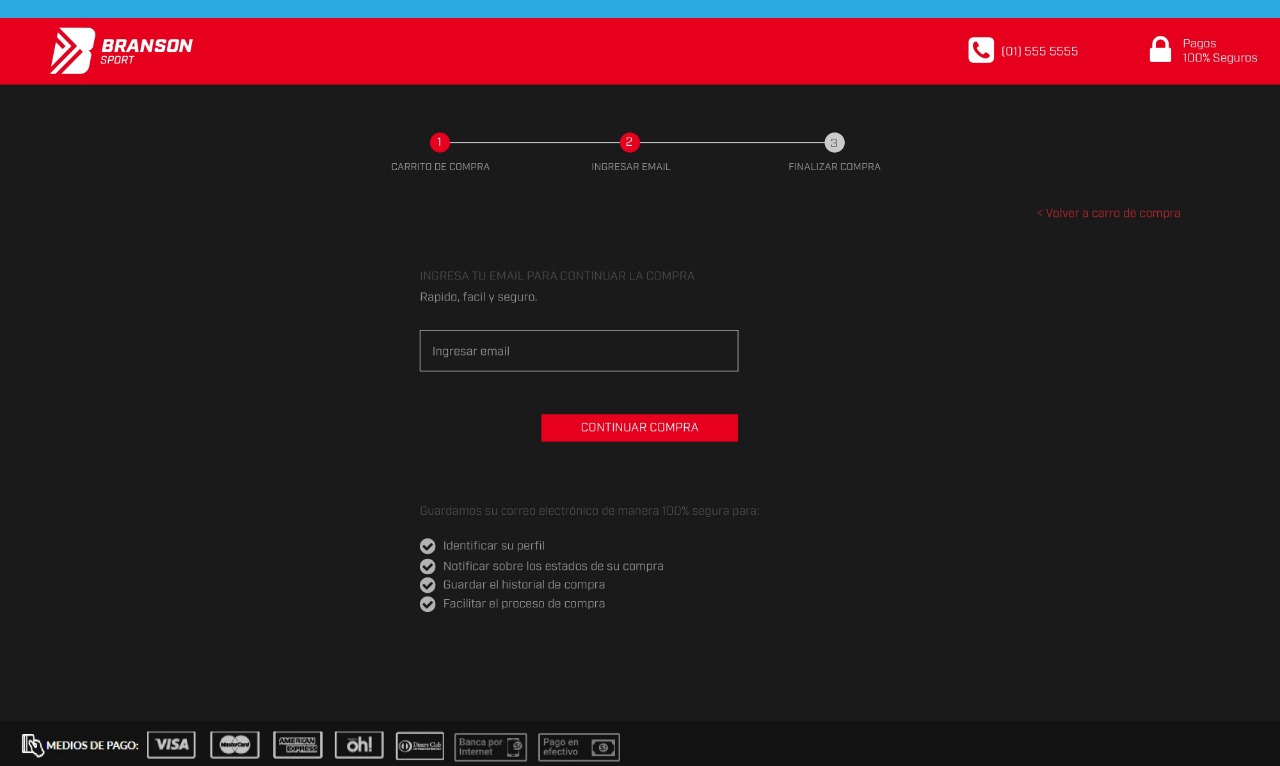 BRANSON
SPORT
(01) 555 5555
Pagos
100% Seguros
1
2
3
CARRITO DE COMPRA
INGRESAR EMAIL
FINALIZAR COMPRA
< Volver a carro de compra
INGRESA TU EMAIL PARA CONTINUAR LA COMPRA
Rapido, facil y seguro.
Ingresar email
CONTINUAR COMPRA
Guardamos su correo electrónico de manera 100% segura para:
Identificar su perfil
Notificar sobre los estados de su compra
Guardar el historial de compra
Facilitar el proceso de compra
MEDIOS DE PAGO:
VISA
MasterCard
AMERICAN EXPRESS
oh!
Diners Club
Banca por Internet
Pago en efectivo